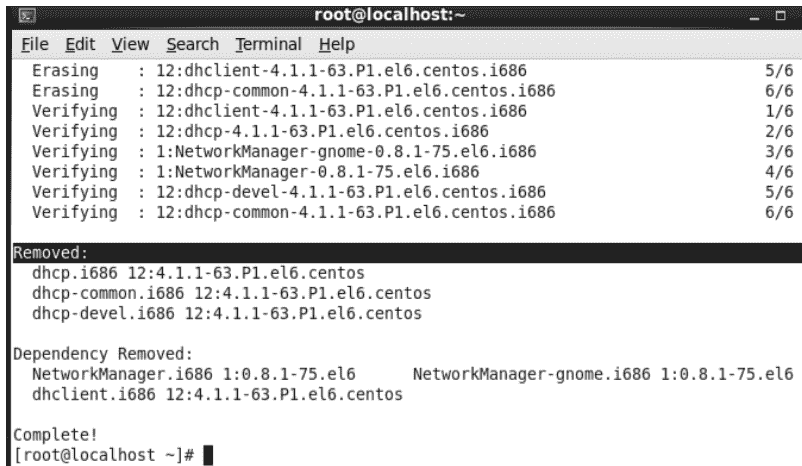 root@localhost:~
File Edit View Search Terminal Help
Erasing : 12:dhclient-4.1.1-63.P1.el6.centos.i686 5/6
Erasing : 12:dhcp-common-4.1.1-63.P1.el6.centos.i686 6/6
Verifying : 12:dhclient-4.1.1-63.P1.el6.centos.i686 1/6
Verifying : 12:dhcp-4.1.1-63.P1.el6.centos.i686 2/6
Verifying : 1:NetworkManager-gnome-0.8.1-75.el6.i686 3/6
Verifying : 1:NetworkManager-0.8.1-75.el6.i686 4/6
Verifying : 12:dhcp-devel-4.1.1-63.P1.el6.centos.i686 5/6
Verifying : 12:dhcp-common-4.1.1-63.P1.el6.centos.i686 6/6
Removed:
dhcp.i686 12:4.1.1-63.P1.el6.centos
dhcp-common.i686 12:4.1.1-63.P1.el6.centos
dhcp-devel.i686 12:4.1.1-63.P1.el6.centos
Dependency Removed:
NetworkManager.i686 1:0.8.1-75.el6 NetworkManager-gnome.i686 1:0.8.1-75.el6
dhclient.i686 12:4.1.1-63.P1.el6.centos
Complete!
[root@localhost ~]#